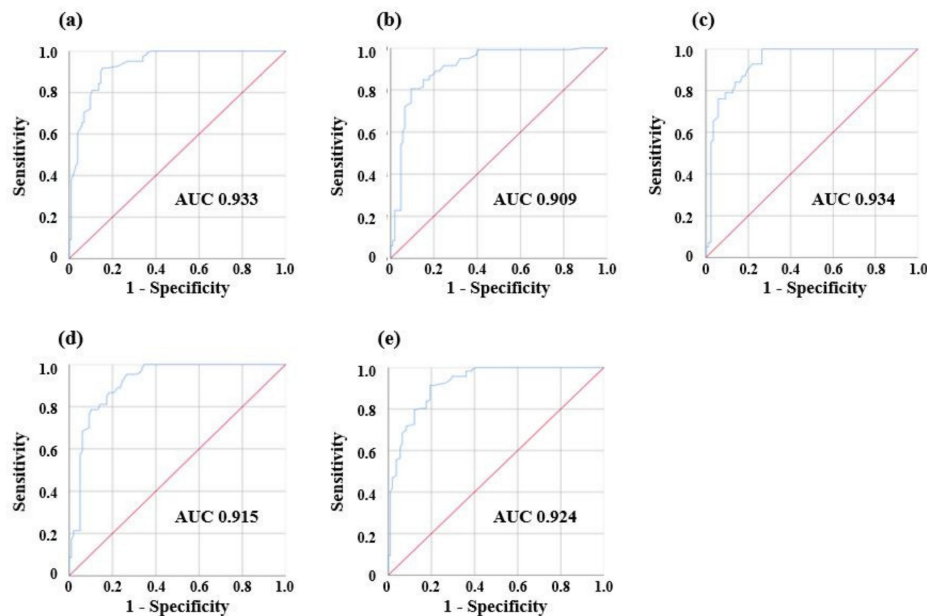 (a)
(b)
(c)
1.0
0.8
0.6
0.4
0.2
0
Sensitivity
AUC 0.933
0 0.2 0.4 0.6 0.8 1.0
1 - Specificity
1.0
0.8
0.6
0.4
0.2
0
Sensitivity
AUC 0.909
0 0.2 0.4 0.6 0.8 1.0
1 - Specificity
1.0
0.8
0.6
0.4
0.2
0
Sensitivity
AUC 0.934
0 0.2 0.4 0.6 0.8 1.0
1 - Specificity
(d)
(e)
1.0
0.8
0.6
0.4
0.2
0
Sensitivity
AUC 0.915
0 0.2 0.4 0.6 0.8 1.0
1 - Specificity
1.0
0.8
0.6
0.4
0.2
0
Sensitivity
AUC 0.924
0 0.2 0.4 0.6 0.8 1.0
1 - Specificity